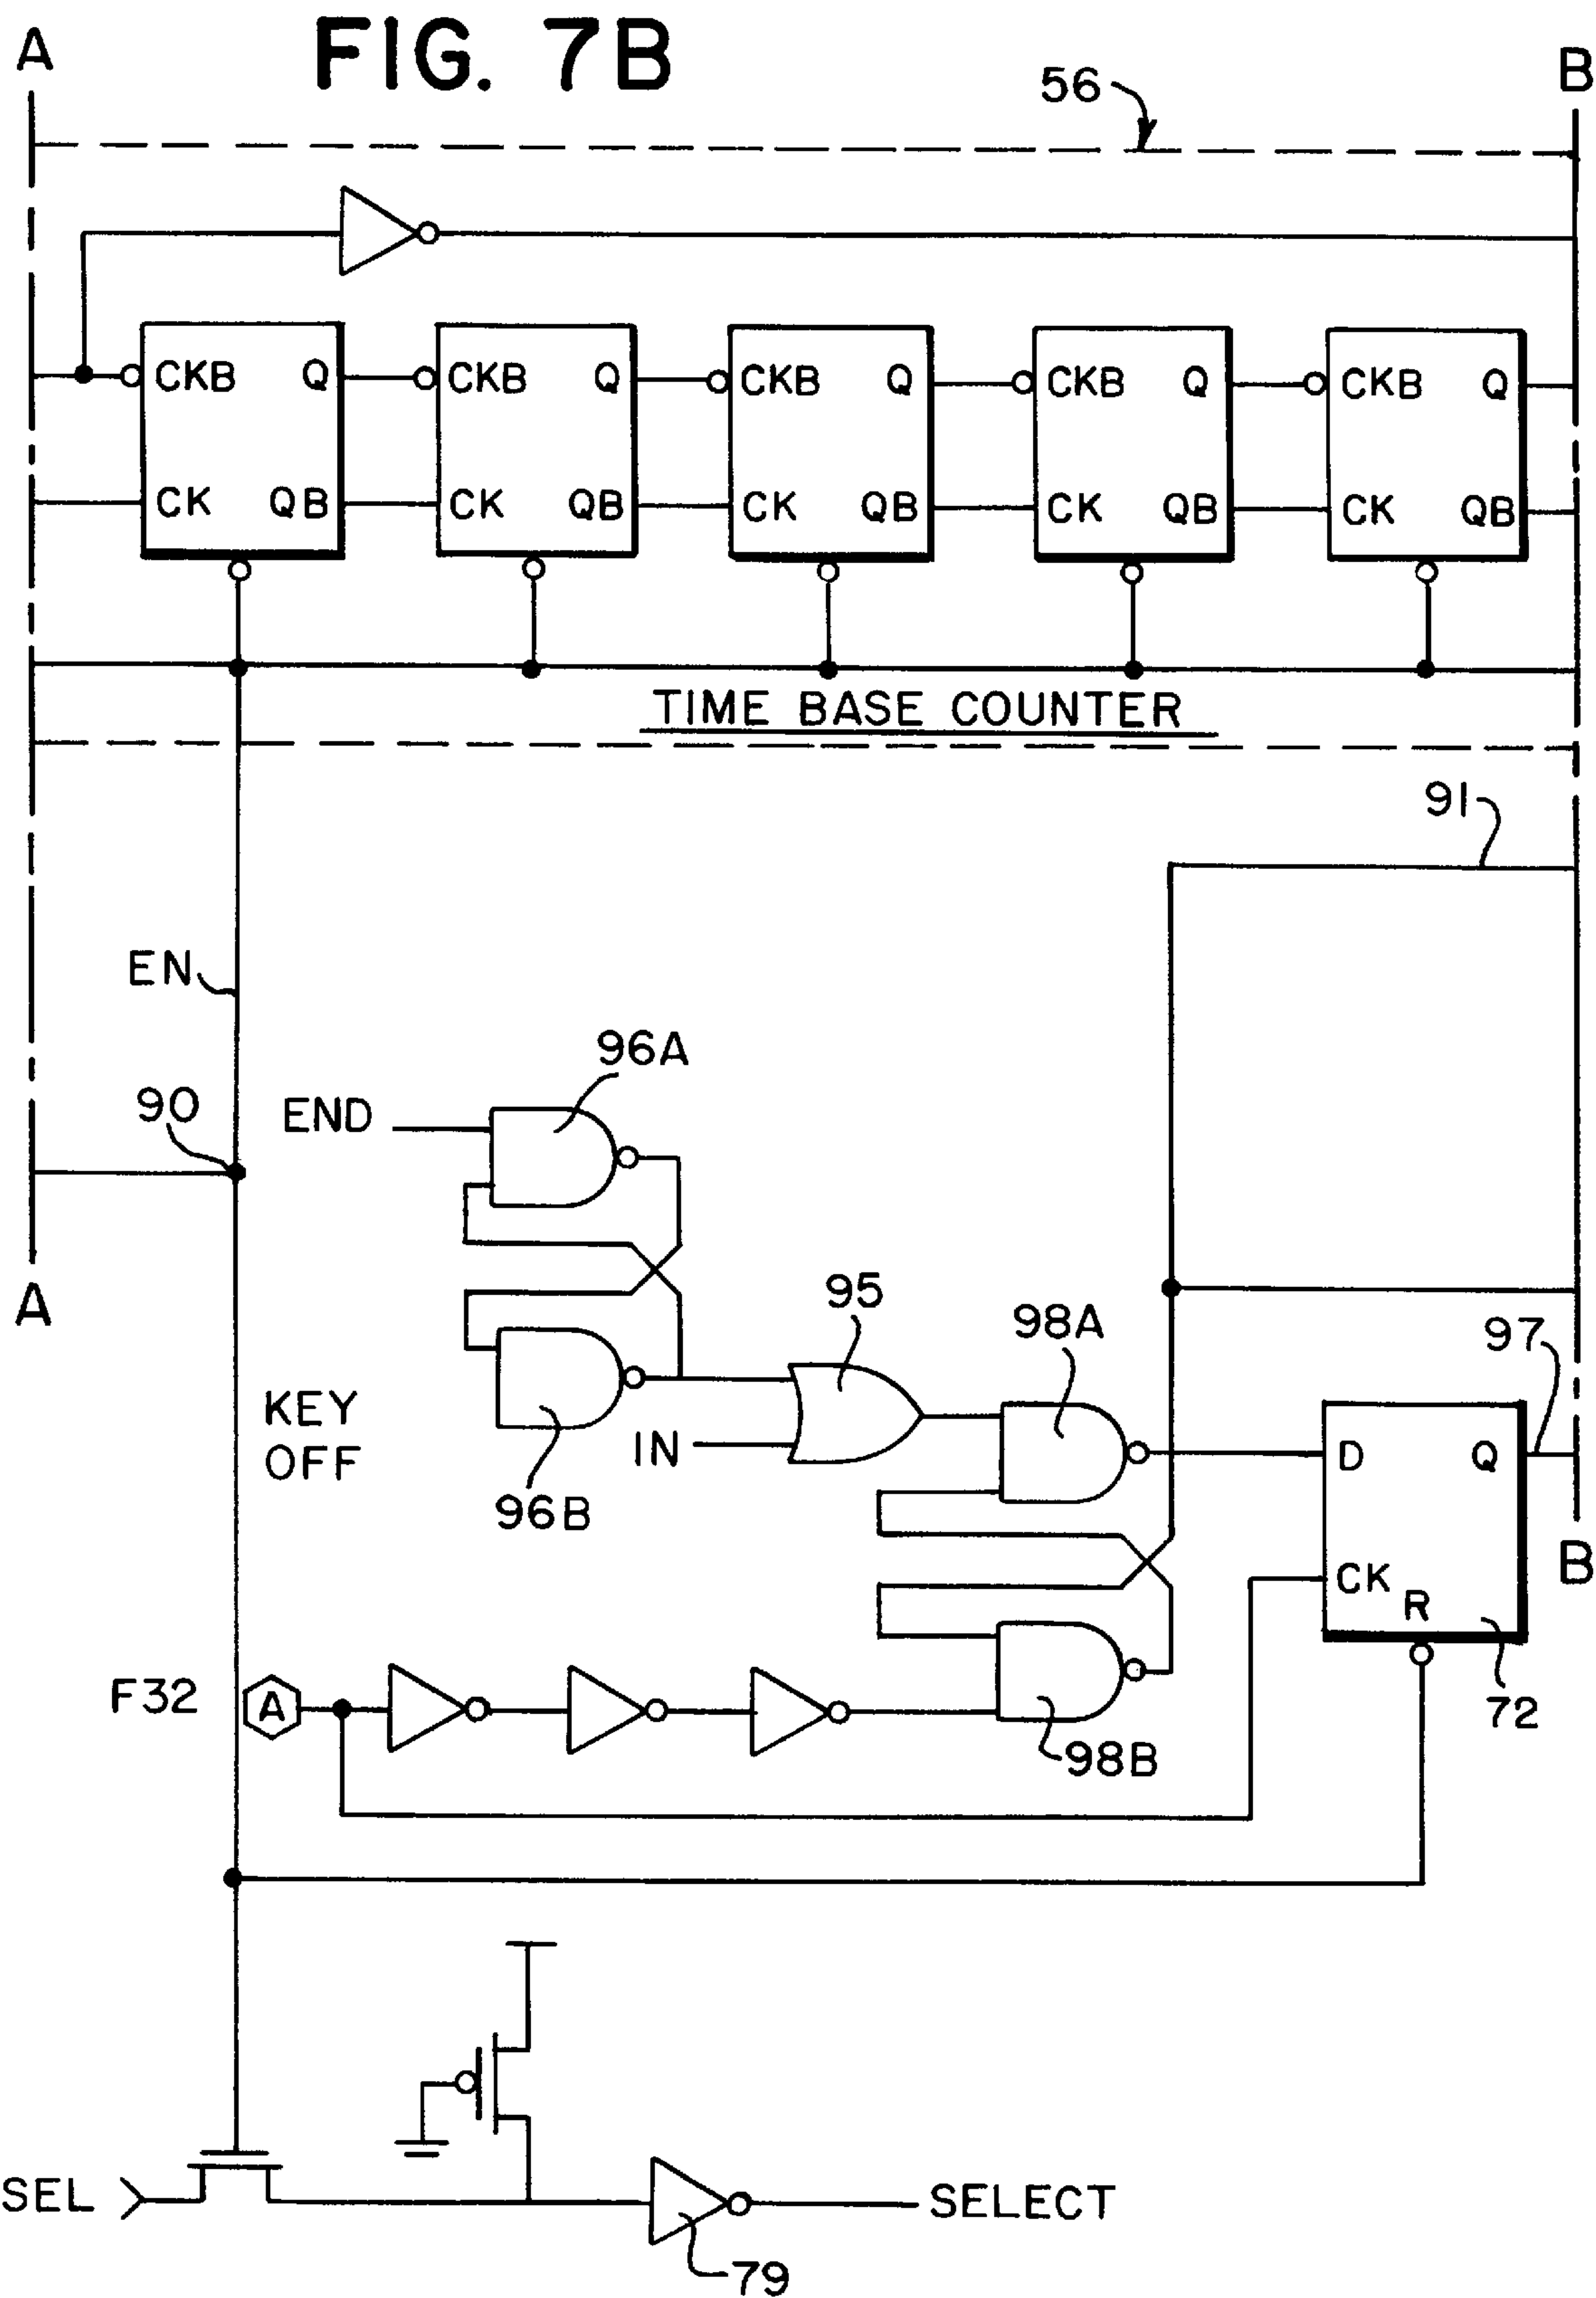 A
FIG. 7B
B
56
CKB Q CKB Q CKB Q CKB Q CKB Q
CK QB CK QB CK QB CK QB CK QB
TIME BASE COUNTER
91
EN
96A
90
END
A
95
98A
97
KEY
OFF
IN
96B
D Q
B
CK
R
F32
A
72
98B
SEL
SELECT
79